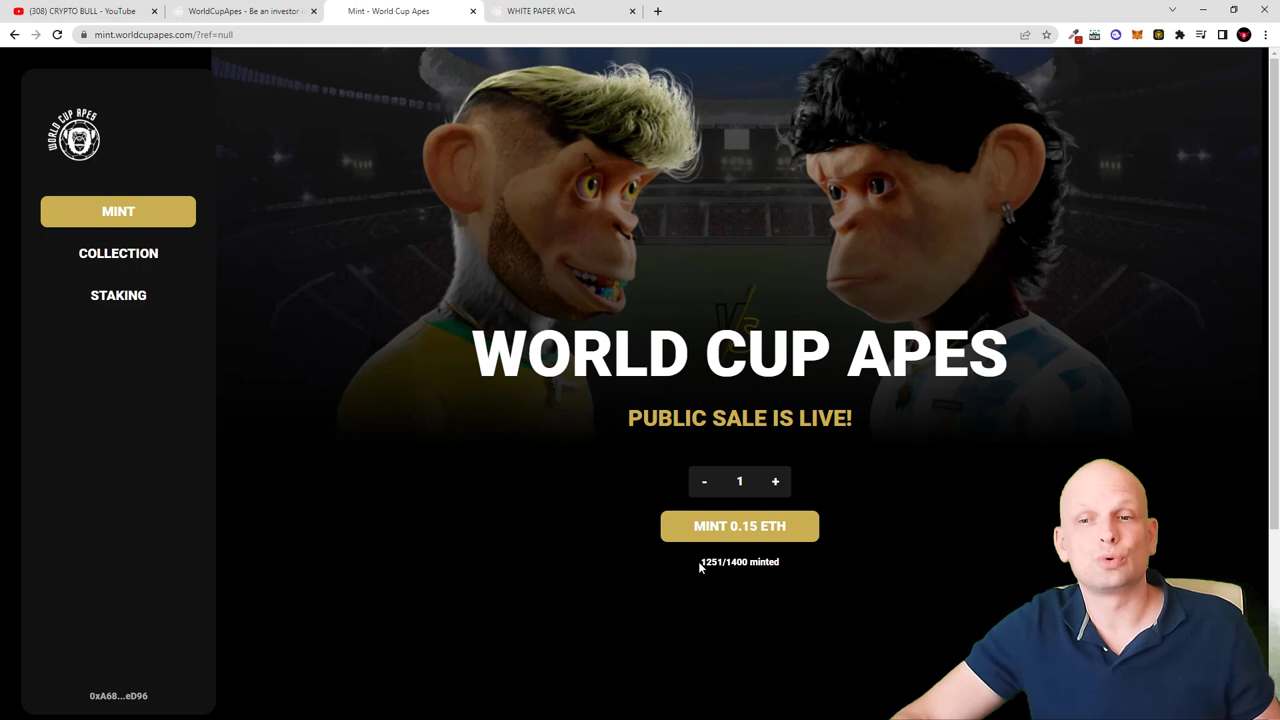 (308) CRYPTO BULL - YouTube
WorldCupApes - Be an investor i
Mint - World Cup Apes
WHITE PAPER WCA
mint.worldcupapes.com/?ref=null
WORLD CUP APES
MINT
COLLECTION
STAKING
0xA68...eD96
VS
WORLD CUP APES
PUBLIC SALE IS LIVE!
- 1 +
MINT 0.15 ETH
1251/1400 minted